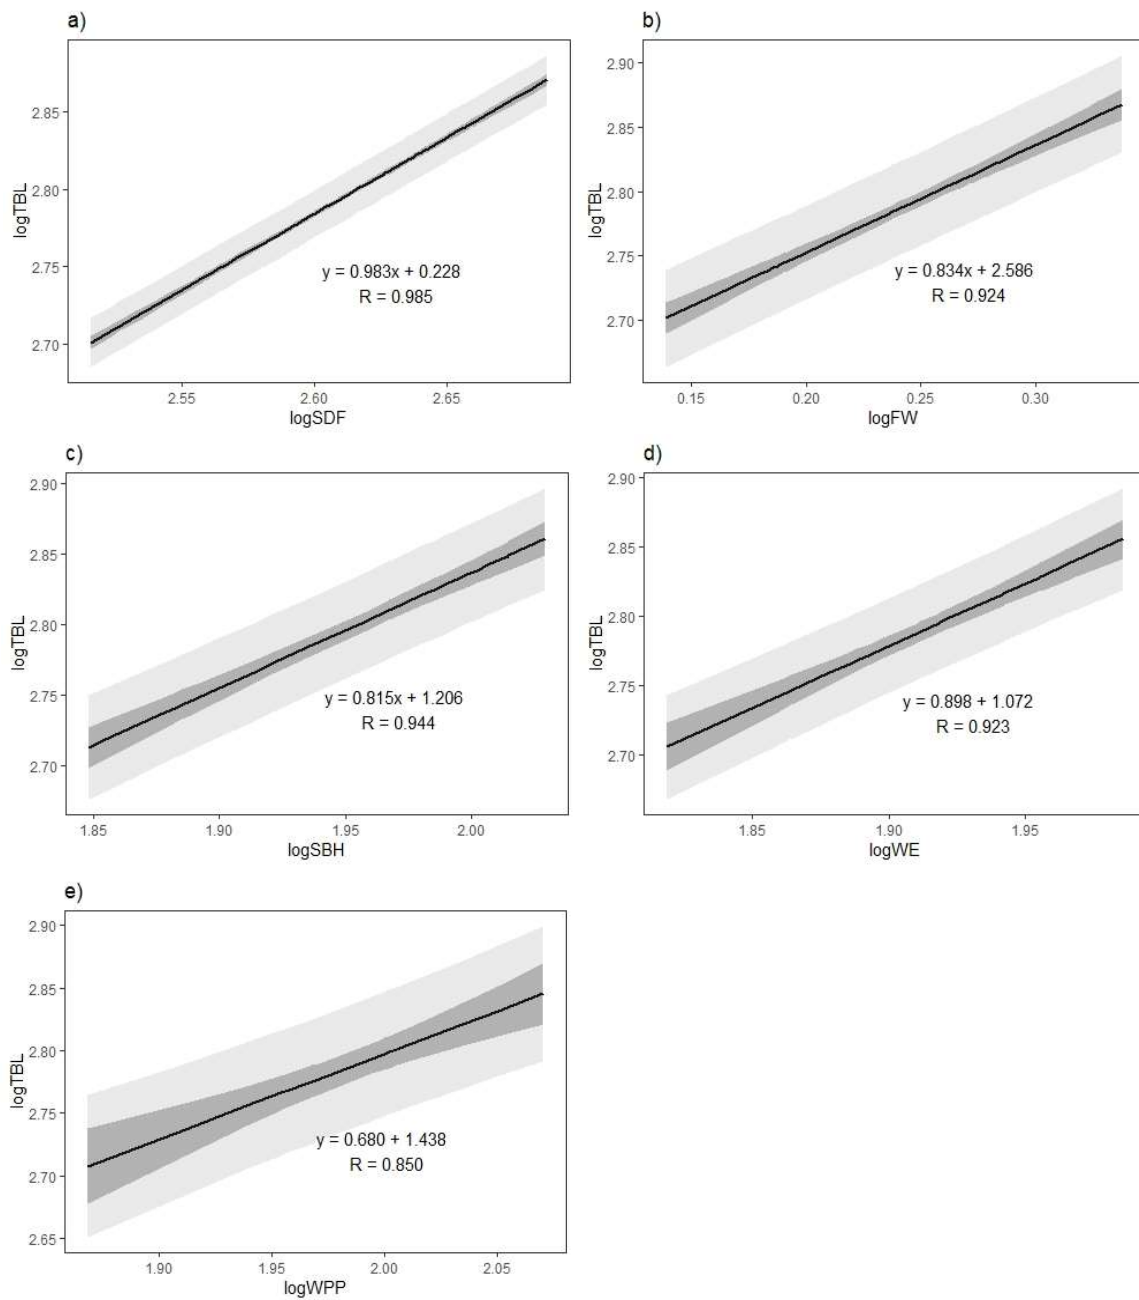 a)
2.85
2.80
2.75
2.70
logTBL
y = 0.983x + 0.228
R = 0.985
2.55 2.60 2.65
logSDF
b)
2.90
2.85
2.80
2.75
2.70
logTBL
y = 0.834x + 2.586
R = 0.924
0.15 0.20 0.25 0.30
logFW
c)
2.90
2.85
2.80
2.75
2.70
logTBL
y = 0.815x + 1.206
R = 0.944
1.85 1.90 1.95 2.00
logSBH
d)
2.90
2.85
2.80
2.75
2.70
logTBL
y = 0.898 + 1.072
R = 0.923
1.85 1.90 1.95
logWE
e)
2.90
2.85
2.80
2.75
2.70
2.65
logTBL
y = 0.680 + 1.438
R = 0.850
1.90 1.95 2.00 2.05
logWPP